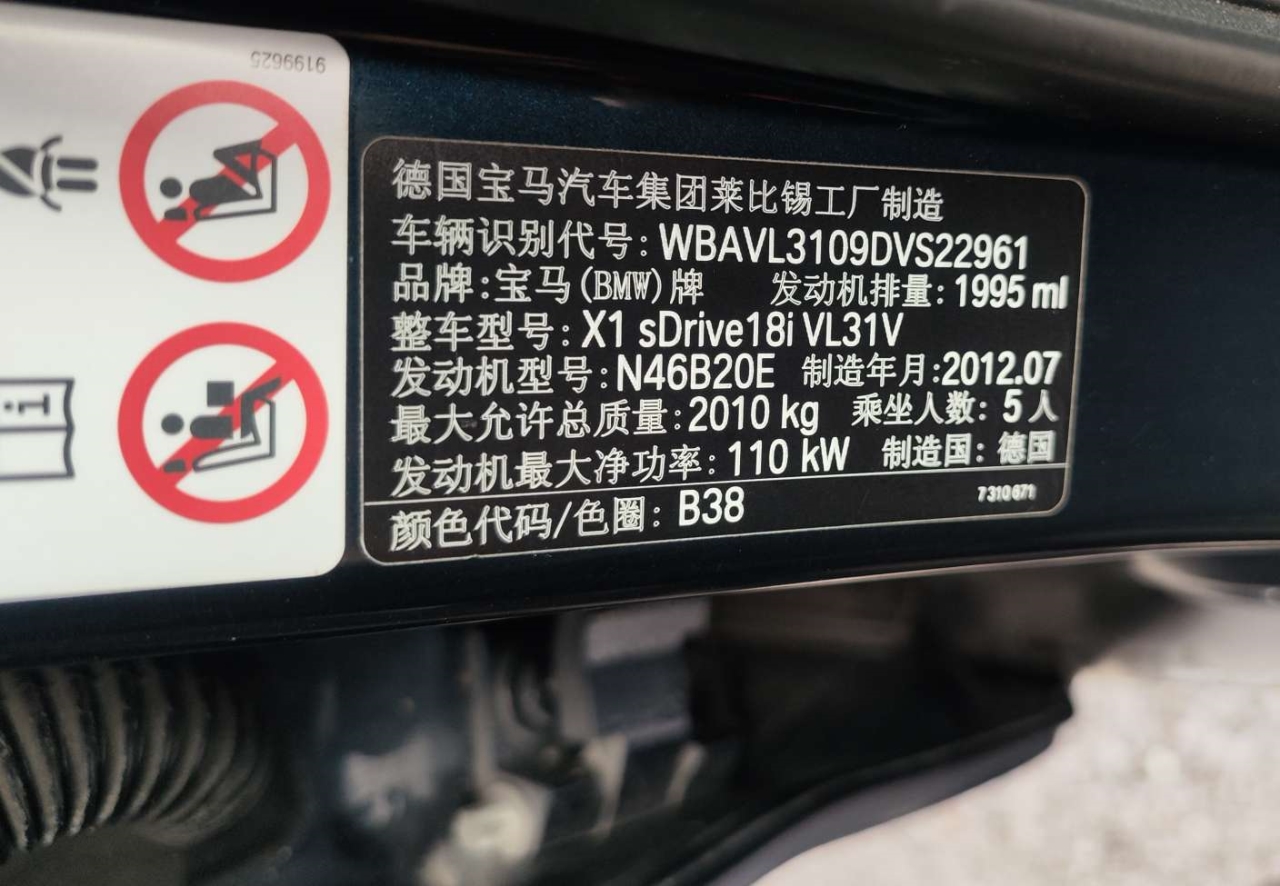 9199625
德国宝马汽车集团莱比锡工厂制造
车辆识别代号: WBAVL3109DVS22961
品牌:宝马(BMW)牌 发动机排量: 1995 ml
整车型号: X1 sDrive18i VL31V
发动机型号: N46B20E 制造年月:2012.07
最大允许总质量: 2010 kg 乘坐人数: 5人
发动机最大净功率: 110 kW 制造国: 德国
颜色代码/色圈: B38 7310671
i